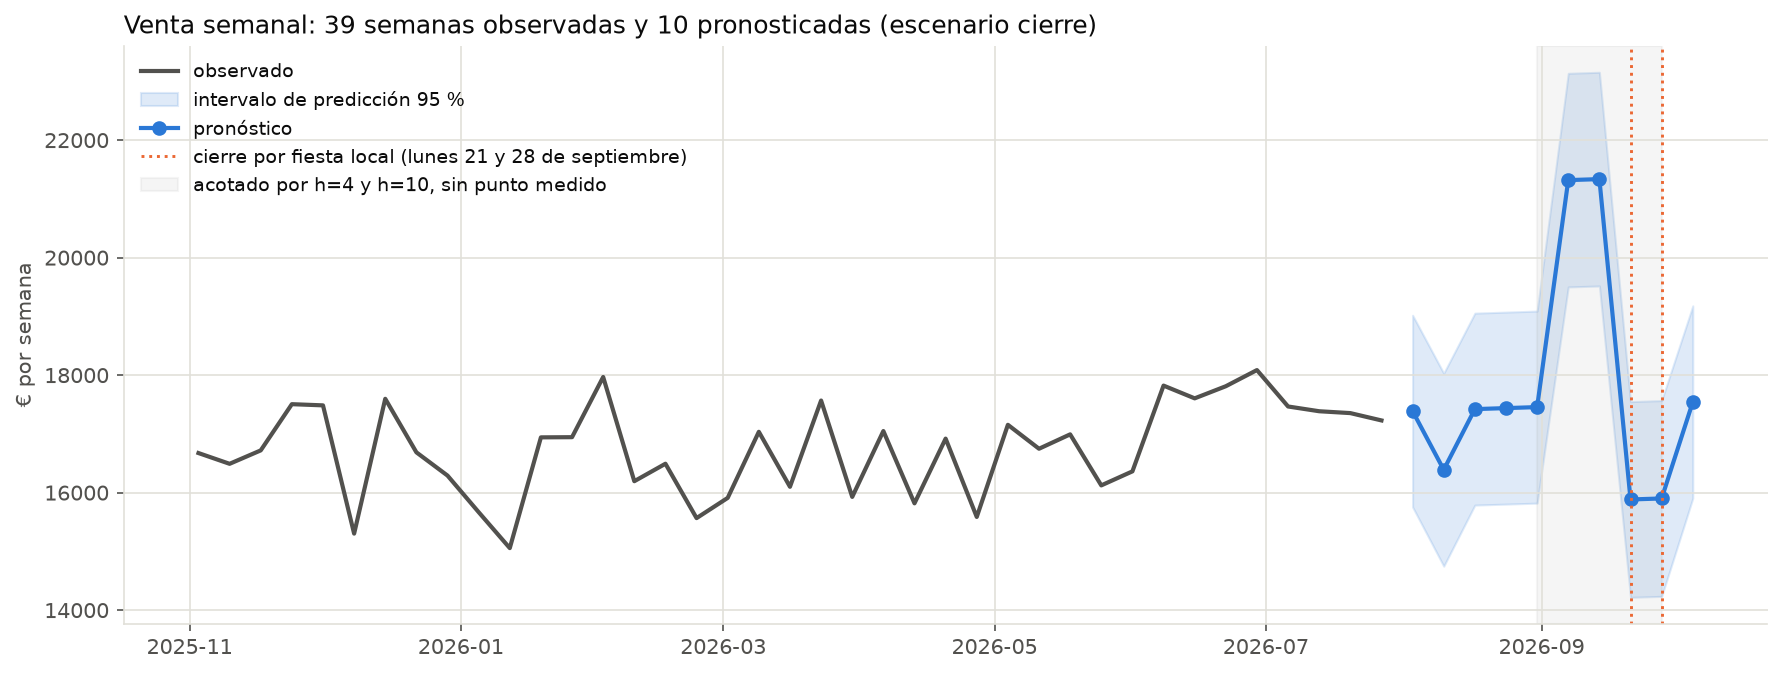 Venta semanal: 39 semanas observadas y 10 pronosticadas (escenario cierre)
observado
intervalo de predicción 95 %
pronóstico
cierre por fiesta local (lunes 21 y 28 de septiembre)
acotado por h=4 y h=10, sin punto medido
€ por semana
22000
20000
18000
16000
14000
2025-11
2026-01
2026-03
2026-05
2026-07
2026-09